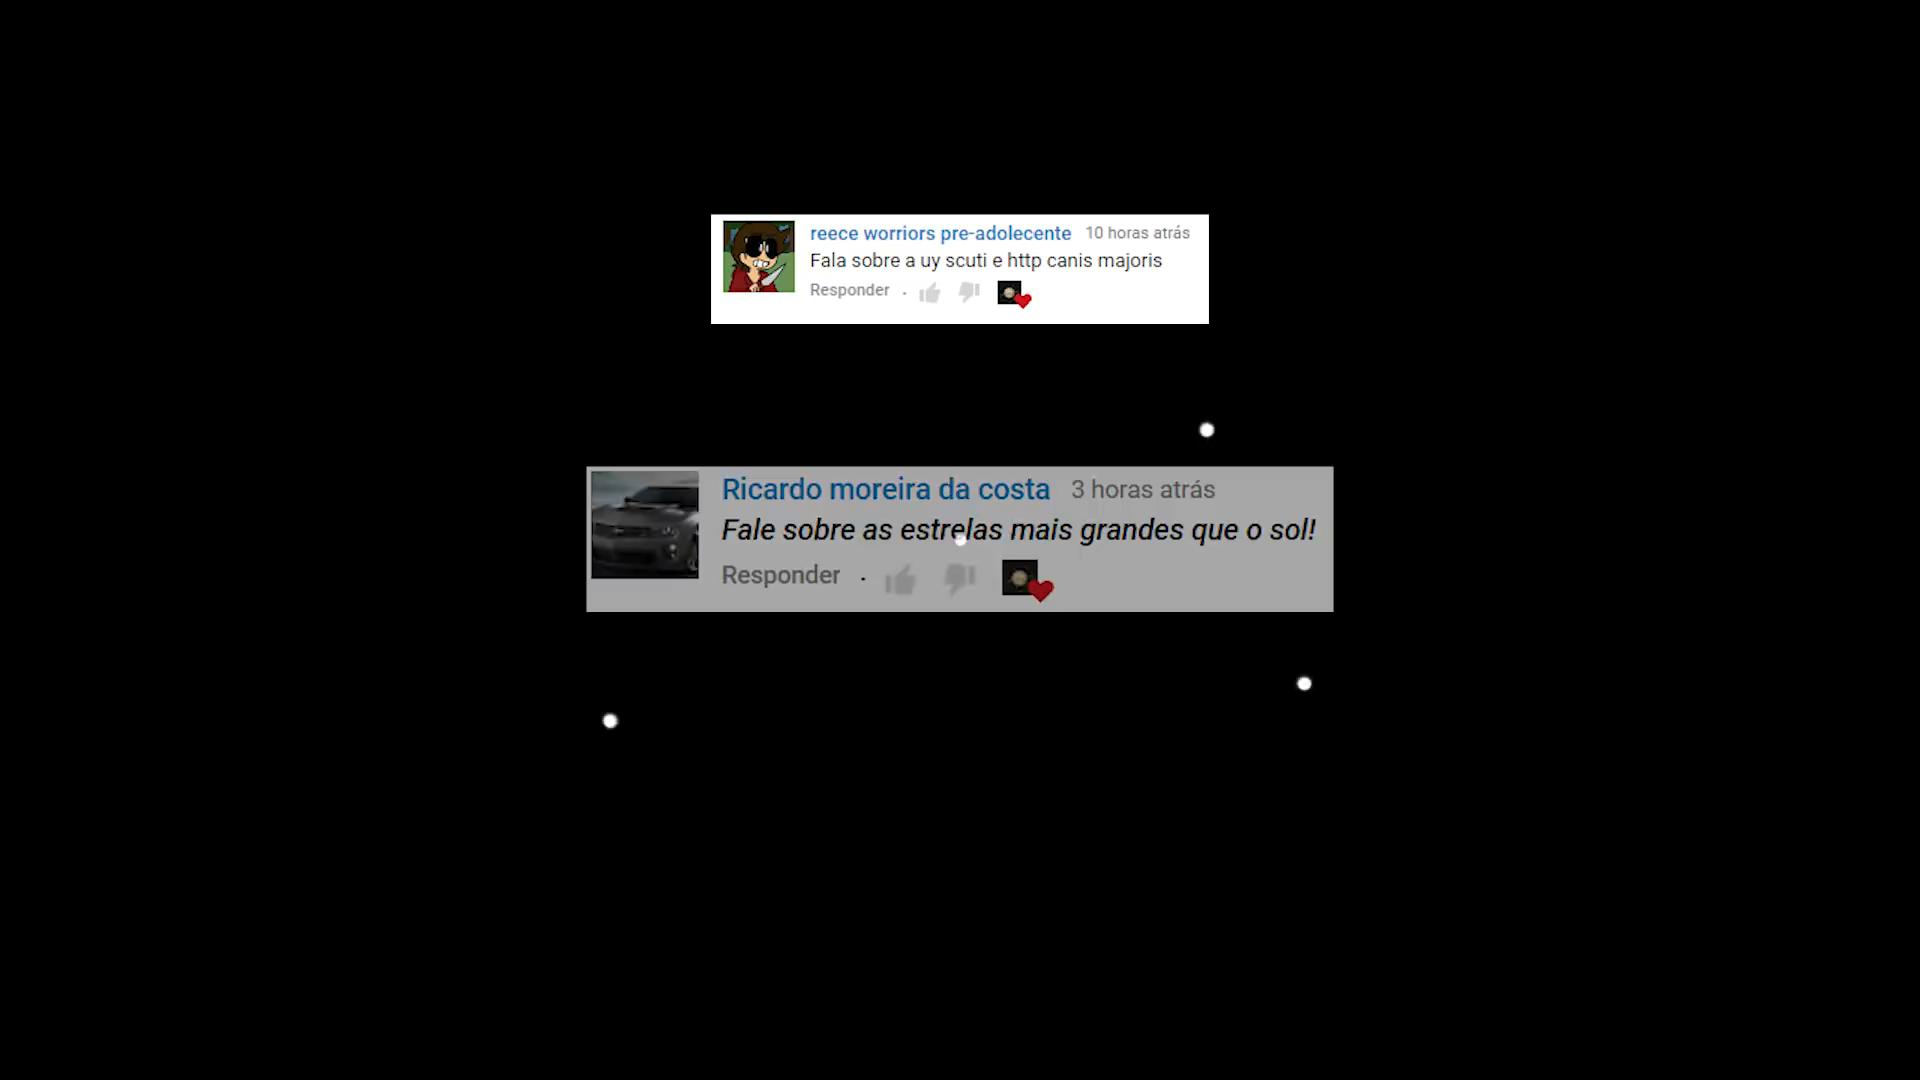 reece worriors pre-adolecente 10 horas atrás
Fala sobre a uy scuti e http canis majoris
Responder .
Ricardo moreira da costa 3 horas atrás
Fale sobre as estrelas mais grandes que o sol!
Responder .